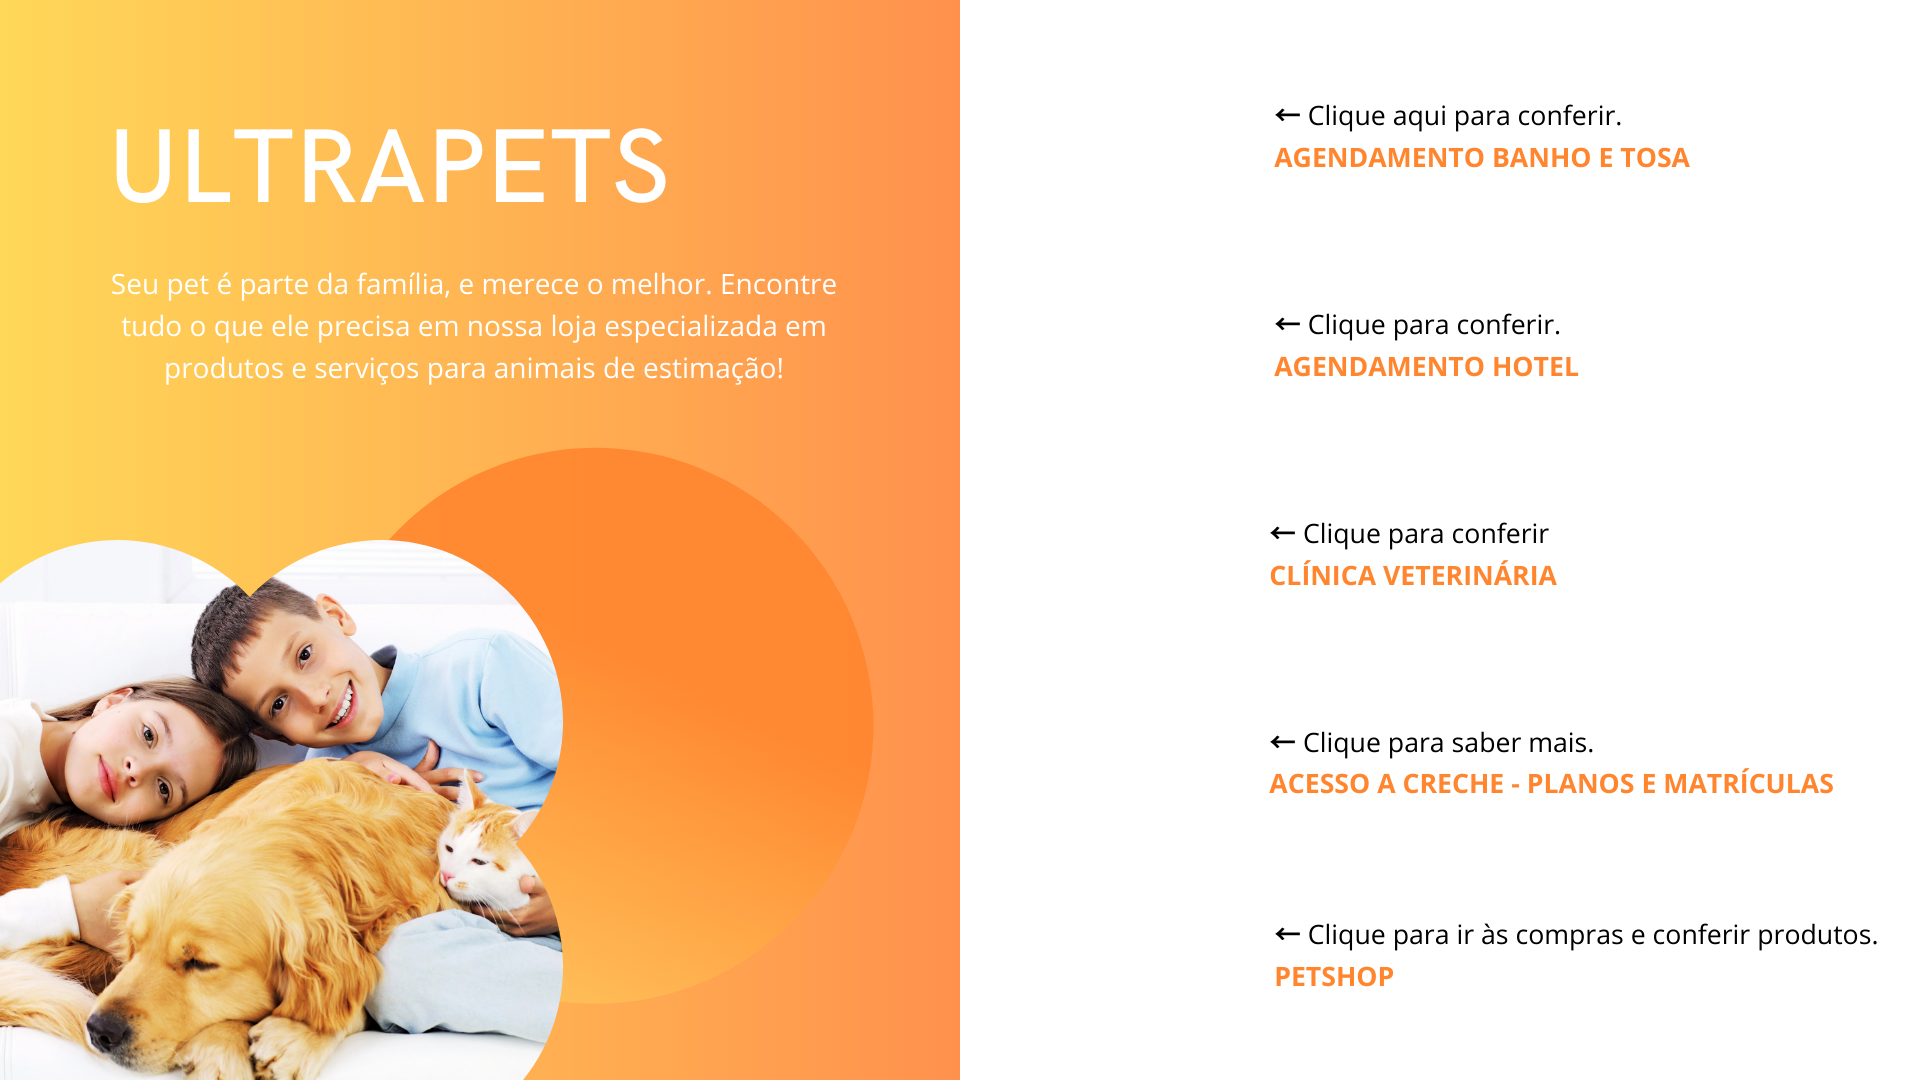 ULTRAPETS
Seu pet é parte da família, e merece o melhor. Encontre
tudo o que ele precisa em nossa loja especializada em
produtos e serviços para animais de estimação!
← Clique aqui para conferir.
AGENDAMENTO BANHO E TOSA
← Clique para conferir.
AGENDAMENTO HOTEL
← Clique para conferir
CLÍNICA VETERINÁRIA
← Clique para saber mais.
ACESSO A CRECHE - PLANOS E MATRÍCULAS
← Clique para ir às compras e conferir produtos.
PETSHOP